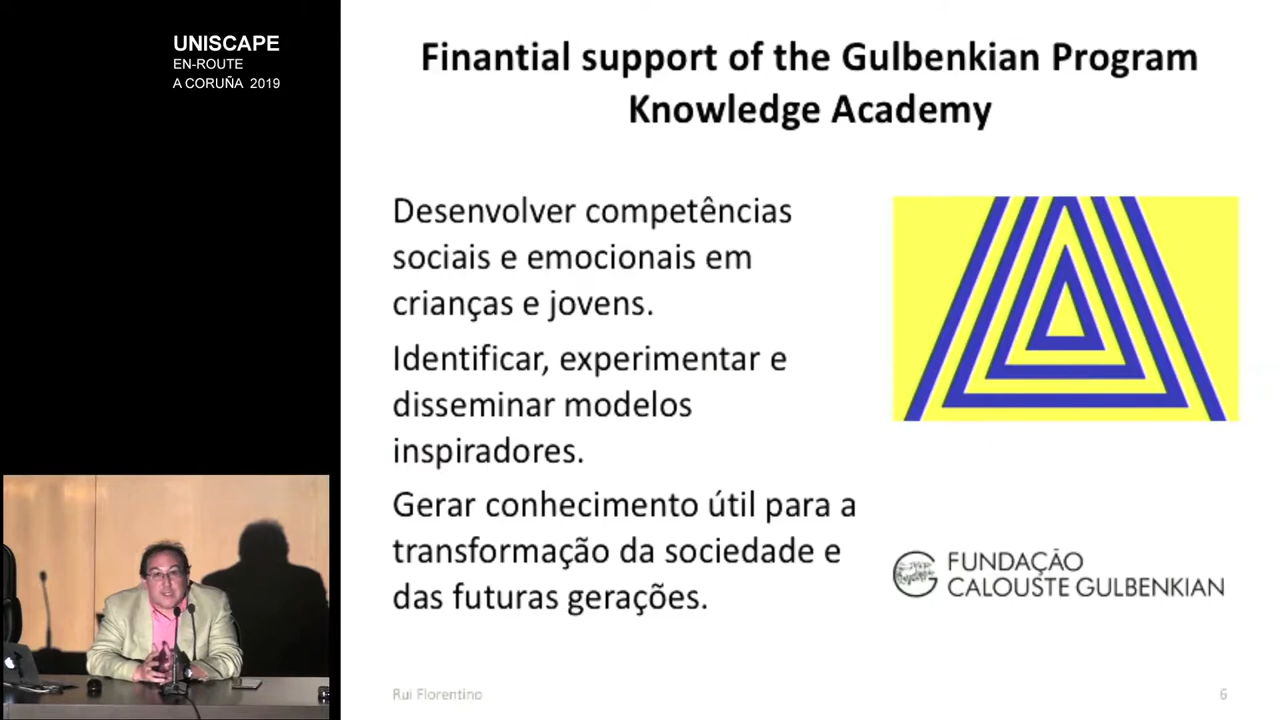 UNISCAPE
EN-ROUTE
A CORUÑA 2019
Finantial support of the Gulbenkian Program
Knowledge Academy
Desenvolver competências
sociais e emocionais em
crianças e jovens.
Identificar, experimentar e
disseminar modelos
inspiradores.
Gerar conhecimento útil para a
transformação da sociedade e
das futuras gerações.
FUNDAÇÃO
CALOUSTE GULBENKIAN
Rui Florentino
6